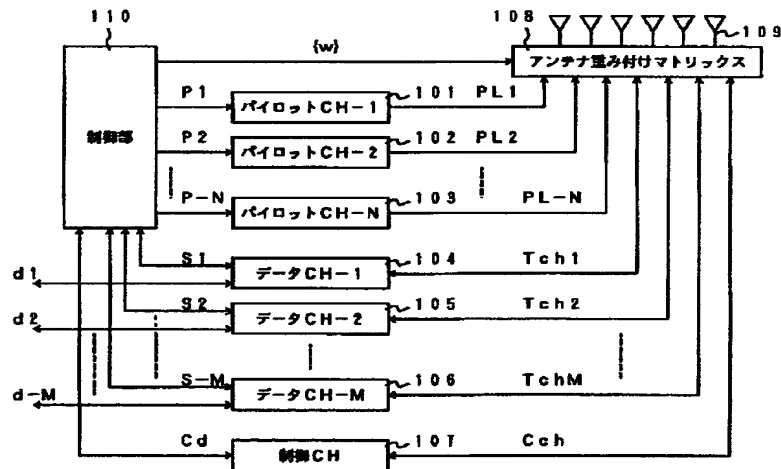 110
{w}
108
109
アンテナ重み付けマトリックス
制御部
P1
パイロットCH-1
101
PL1
P2
パイロットCH-2
102
PL2
P-N
パイロットCH-N
103
PL-N
S1
データCH-1
104
Tch1
d1
S2
データCH-2
105
Tch2
d2
S-M
データCH-M
106
TchM
d-M
Cd
制御CH
107
Cch